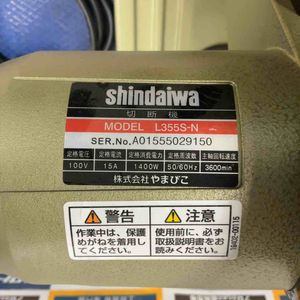 shindaiwa
切断機
MODEL L355S-N
SER.No.A01555029150
定格電圧 定格電流 定格消費電力 定格周波数 主軸回転速度
100V 15A 1400W 50/60Hz 3600min⁻¹
株式会社やまびこ
警告
作業中は、保護
めがねを着用し
てください。
注意
使用前に、必ず
取扱説明書をお
読みください。